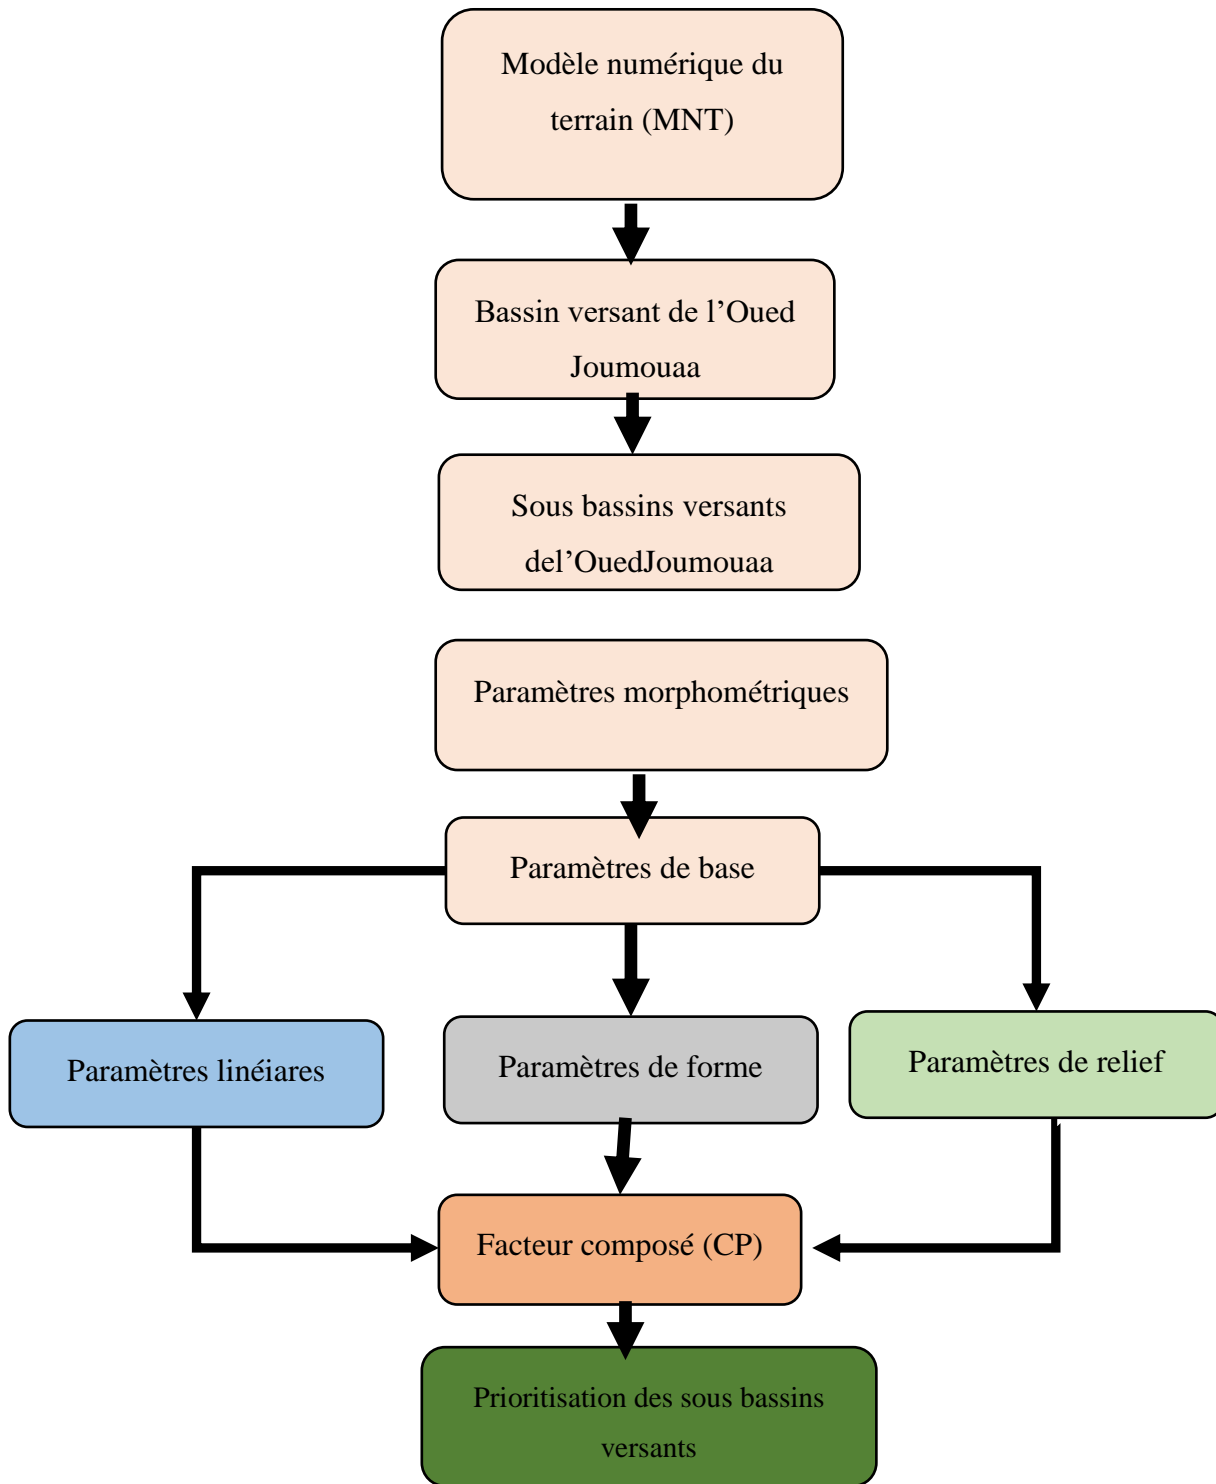 Modèle numérique du
terrain (MNT)
Bassin versant de l’Oued
Joumouaa
Sous bassins versants
del’OuedJoumouaa
Paramètres morphométriques
Paramètres de base
Paramètres linéiares
Paramètres de forme
Paramètres de relief
Facteur composé (CP)
Prioritisation des sous bassins
versants